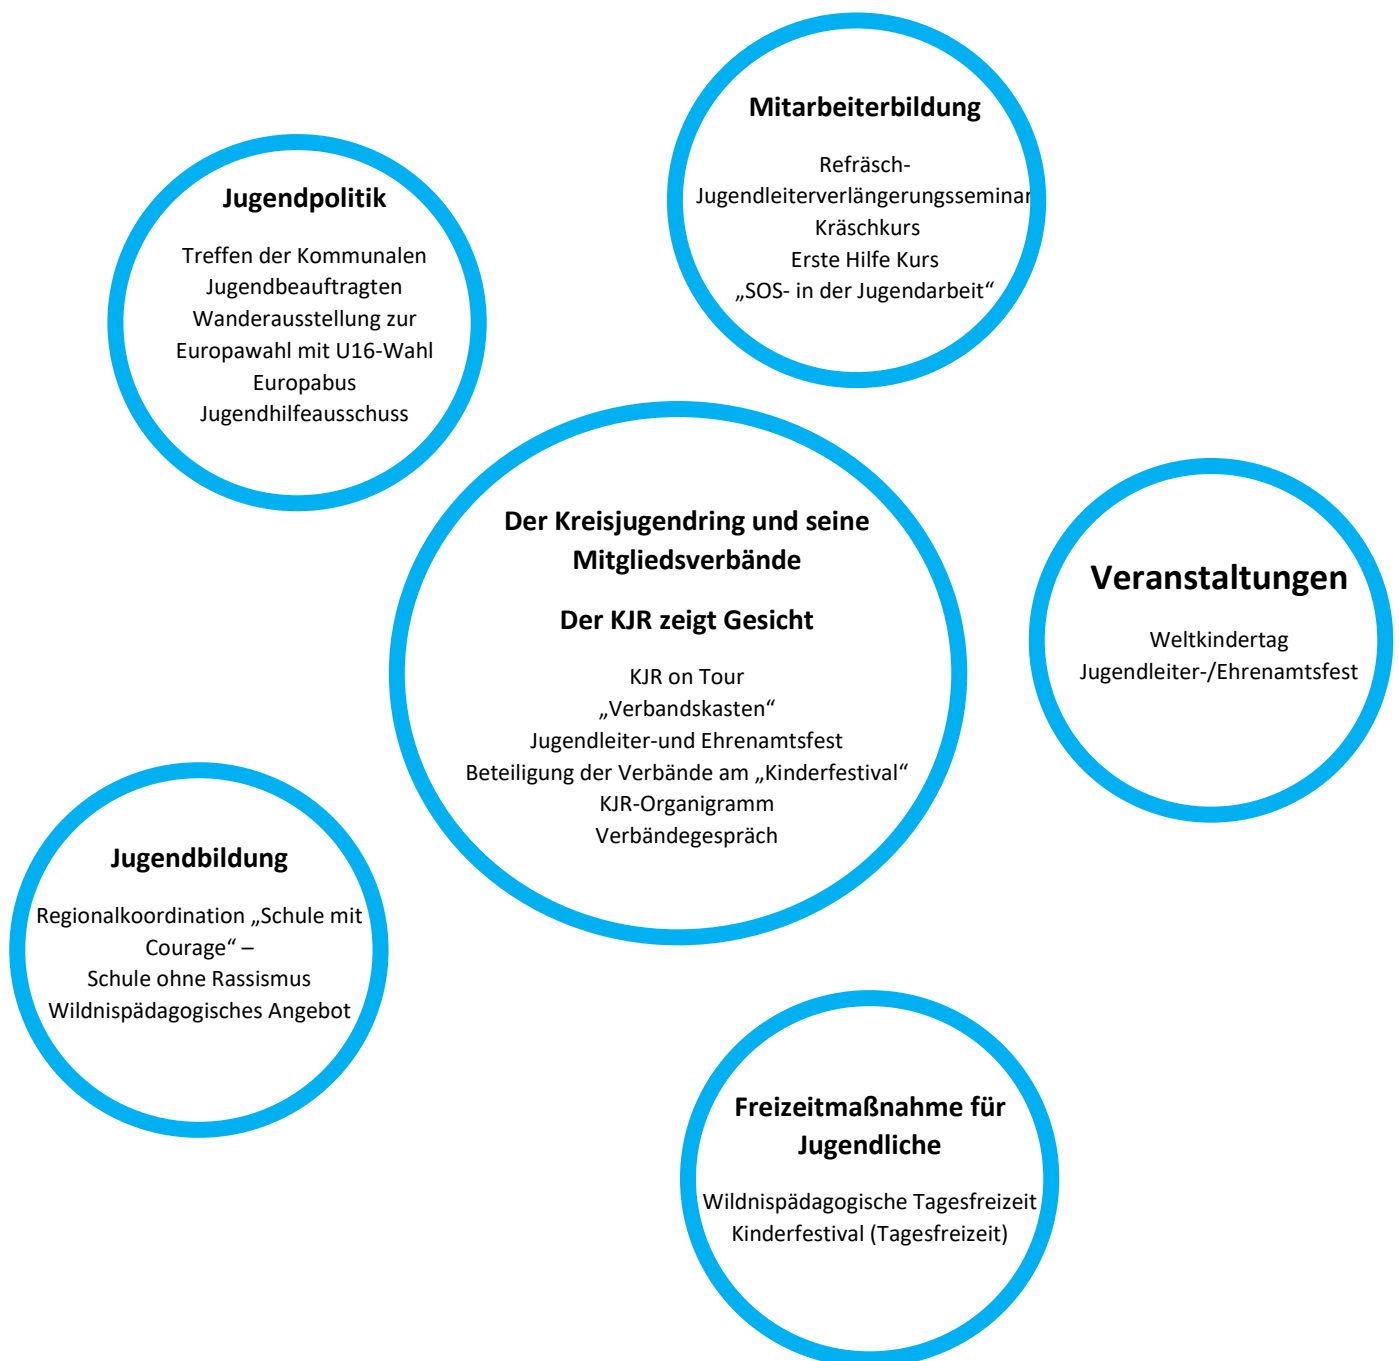 Mitarbeiterbildung
Refräsch-
Jugendleiterverlängerungsseminar
Kräschkurs
Erste Hilfe Kurs
„SOS- in der Jugendarbeit“
Jugendpolitik
Treffen der Kommunalen
Jugendbeauftragten
Wanderausstellung zur
Europawahl mit U16-Wahl
Europabus
Jugendhilfeausschuss
Der Kreisjugendring und seine
Mitgliedsverbände
Der KJR zeigt Gesicht
KJR on Tour
„Verbandskasten“
Jugendleiter-und Ehrenamtsfest
Beteiligung der Verbände am „Kinderfestival“
KJR-Organigramm
Verbändegespräch
Veranstaltungen
Weltkindertag
Jugendleiter-/Ehrenamtsfest
Jugendbildung
Regionalkoordination „Schule mit
Courage“ –
Schule ohne Rassismus
Wildnispädagogisches Angebot
Freizeitmaßnahme für
Jugendliche
Wildnispädagogische Tagesfreizeit
Kinderfestival (Tagesfreizeit)